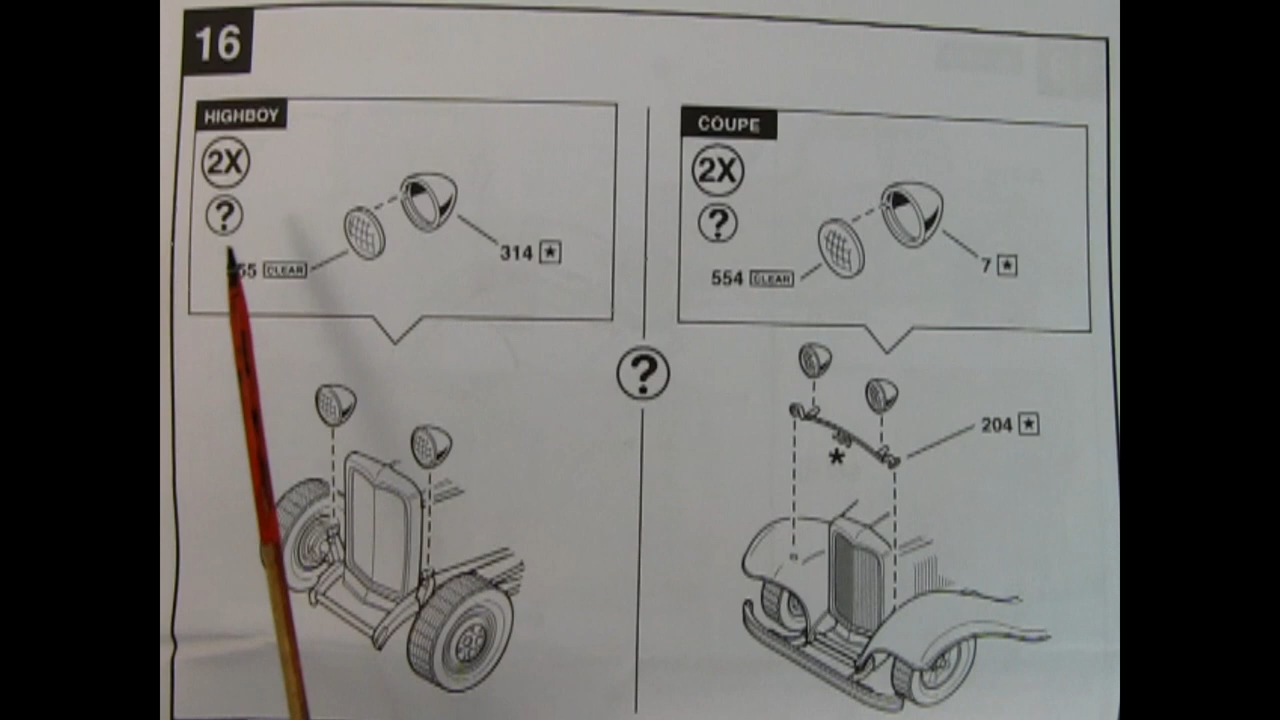 16
HIGHBOY
2X
?
55 CLEAR
314
COUPE
2X
?
554 CLEAR
7
?
204
*